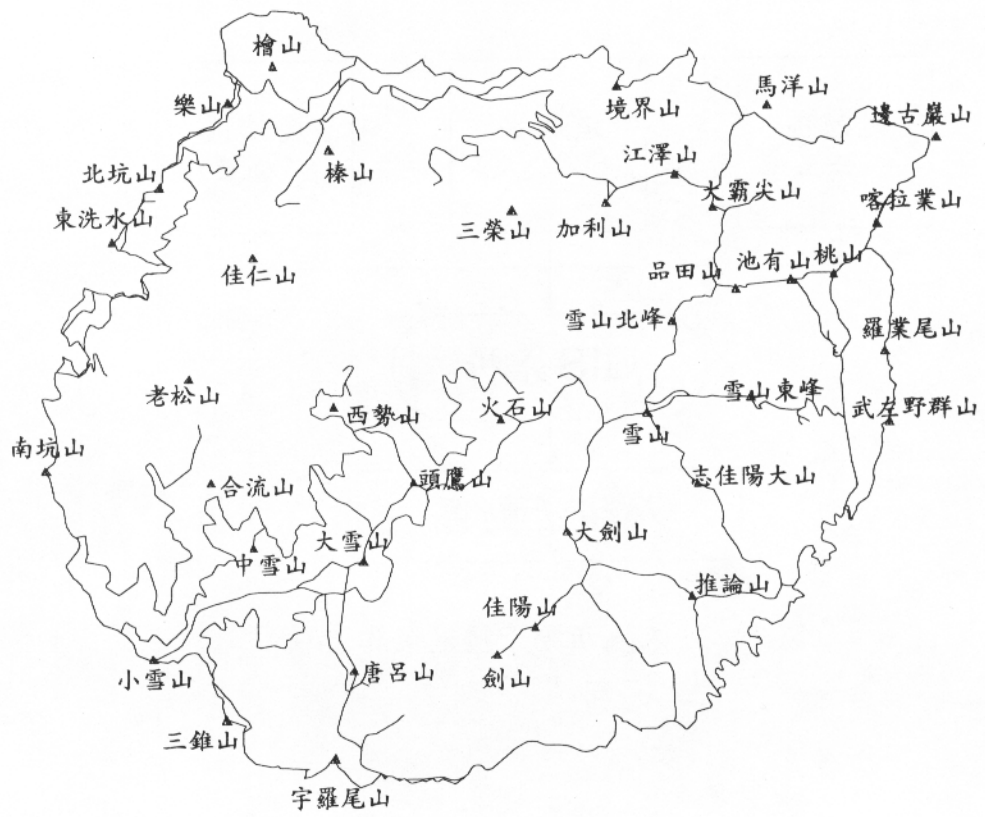 檜山
馬洋山
樂山
境界山
邊古巖山
江澤山
北坑山
榛山
大霸尖山
喀拉業山
東洗水山
三榮山
加利山
佳仁山
品田山
池有山
桃山
雪山北峰
羅業尾山
老松山
西勢山
火石山
雪山東峰
武左野群山
雪山
南坑山
頭鷹山
志佳陽大山
合流山
大雪山
大劍山
中雪山
推論山
佳陽山
小雪山
唐呂山
劍山
三錐山
宇羅尾山